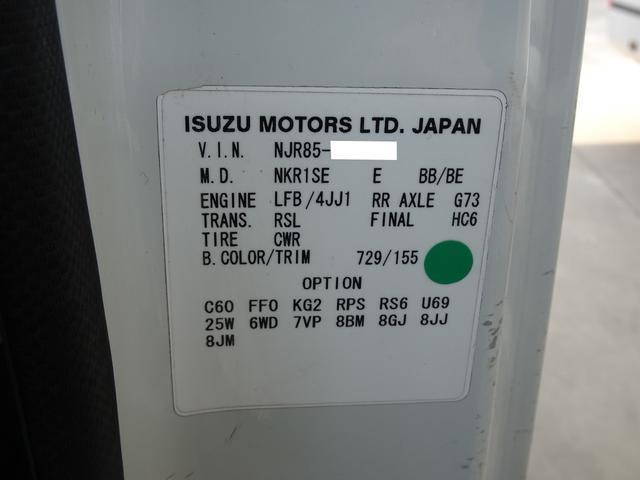 ISUZU MOTORS LTD. JAPAN
V.I.N. NJR85-
M.D. NKR1SE E BB/BE
ENGINE LFB/4JJ1 RR AXLE G73
TRANS. RSL FINAL HC6
TIRE CWR
B.COLOR/TRIM 729/155
OPTION
C60 FF0 KG2 RPS RS6 U69
25W 6WD 7VP 8BM 8GJ 8JJ
8JM